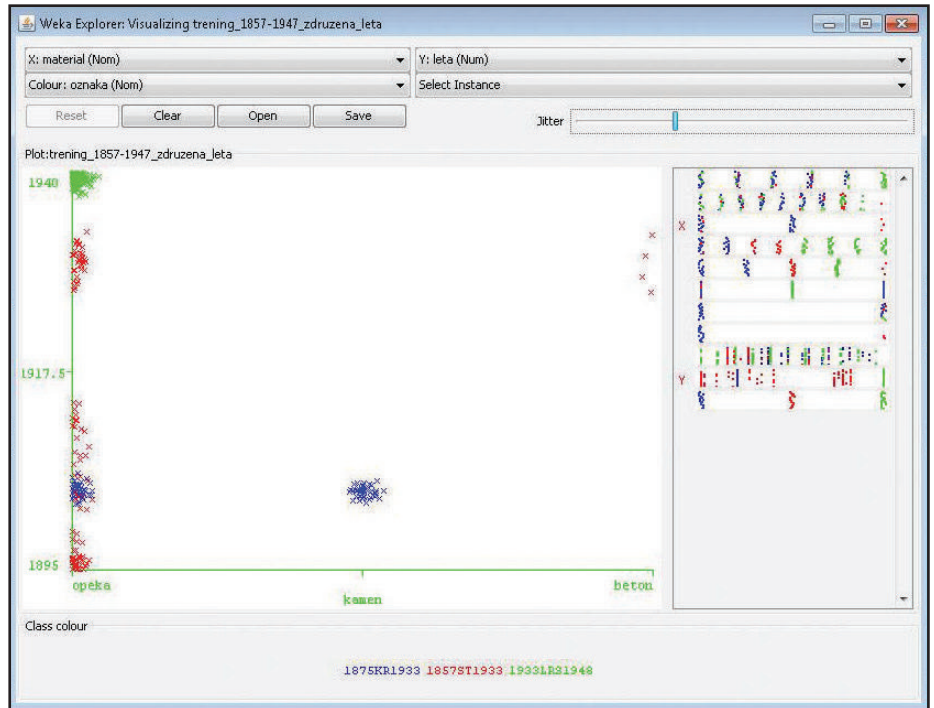 Weka Explorer: Visualizing trening_1857-1947_zdruzena_leta
X: material (Nom) Y: leta (Num)
Colour: oznaka (Nom) Select Instance
Reset Clear Open Save Jitter
Plot:trening_1857-1947_zdruzena_leta
1940
X
1917.5
Y
1895
opeka kamen beton
Class colour
1875KR1933 1857ST1933 1933LRS1948